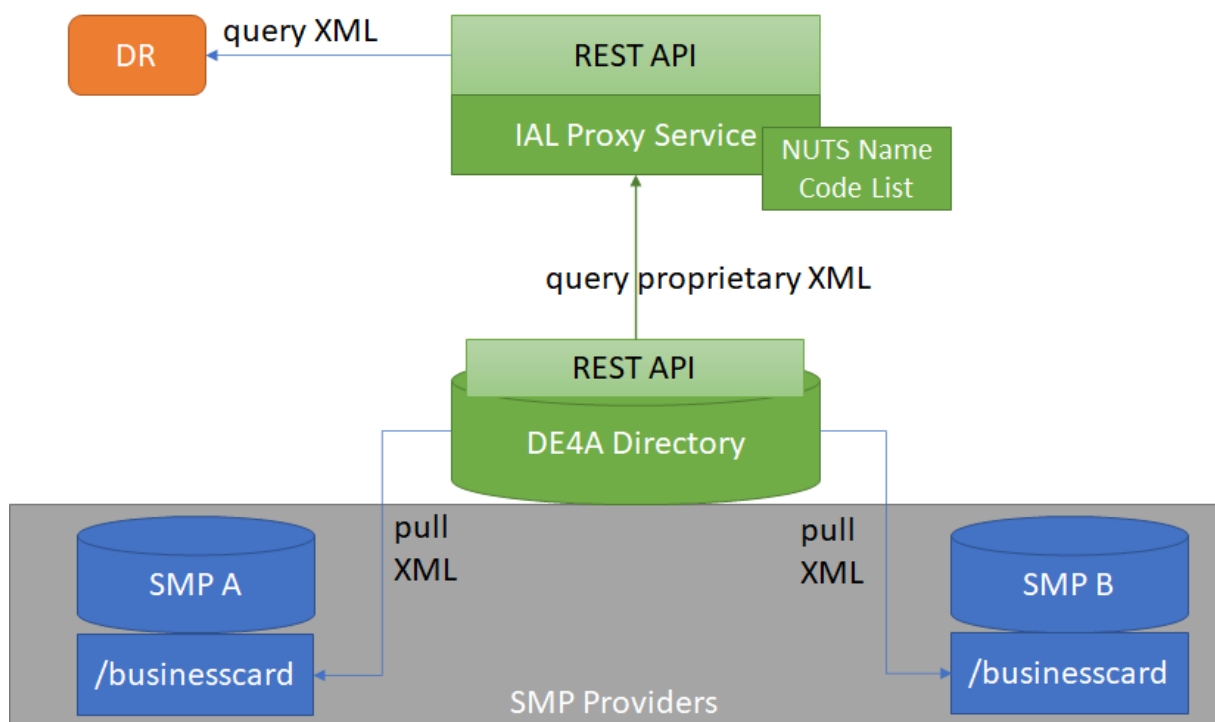 DR
query XML
REST API
IAL Proxy Service
NUTS Name
Code List
query proprietary XML
REST API
DE4A Directory
pull
XML
pull
XML
SMP A
/businesscard
SMP B
/businesscard
SMP Providers